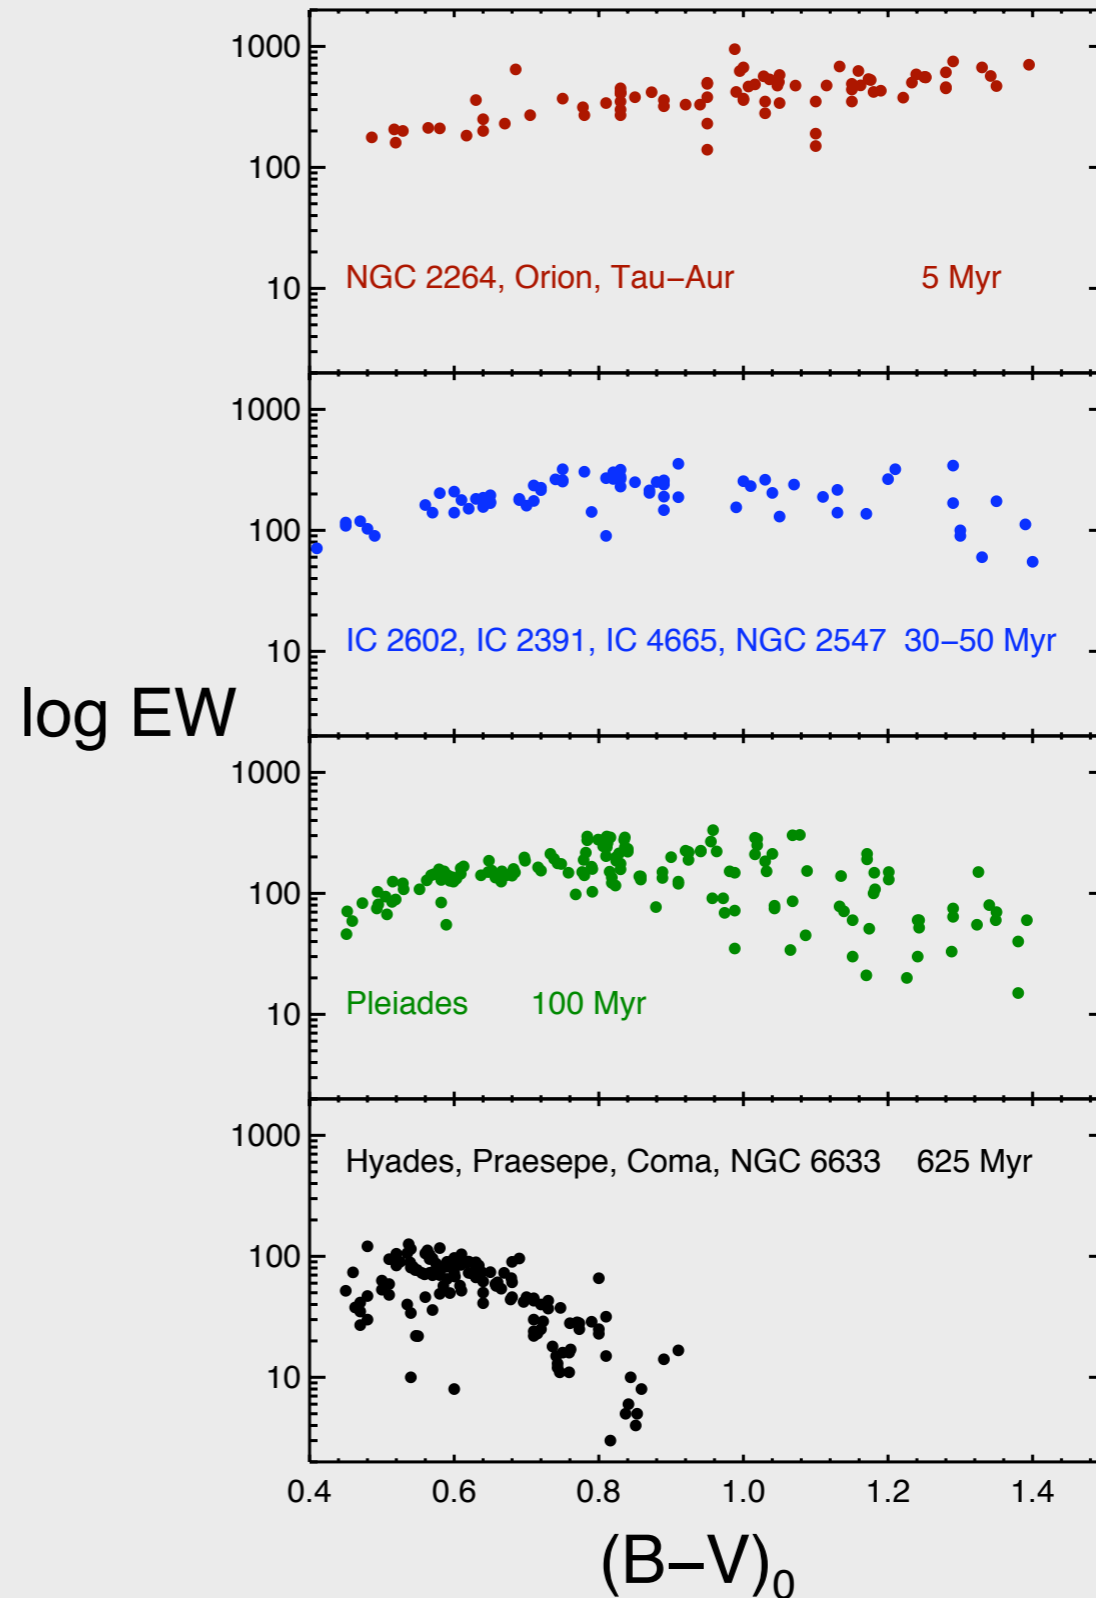 1000
100
NGC 2264, Orion, Tau−Aur 5 Myr
10
1000
100
IC 2602, IC 2391, IC 4665, NGC 2547 30−50 Myr
10
log EW
1000
100
Pleiades 100 Myr
10
1000
Hyades, Praesepe, Coma, NGC 6633 625 Myr
100
10
0.4 0.6 0.8 1.0 1.2 1.4
(B−V)0